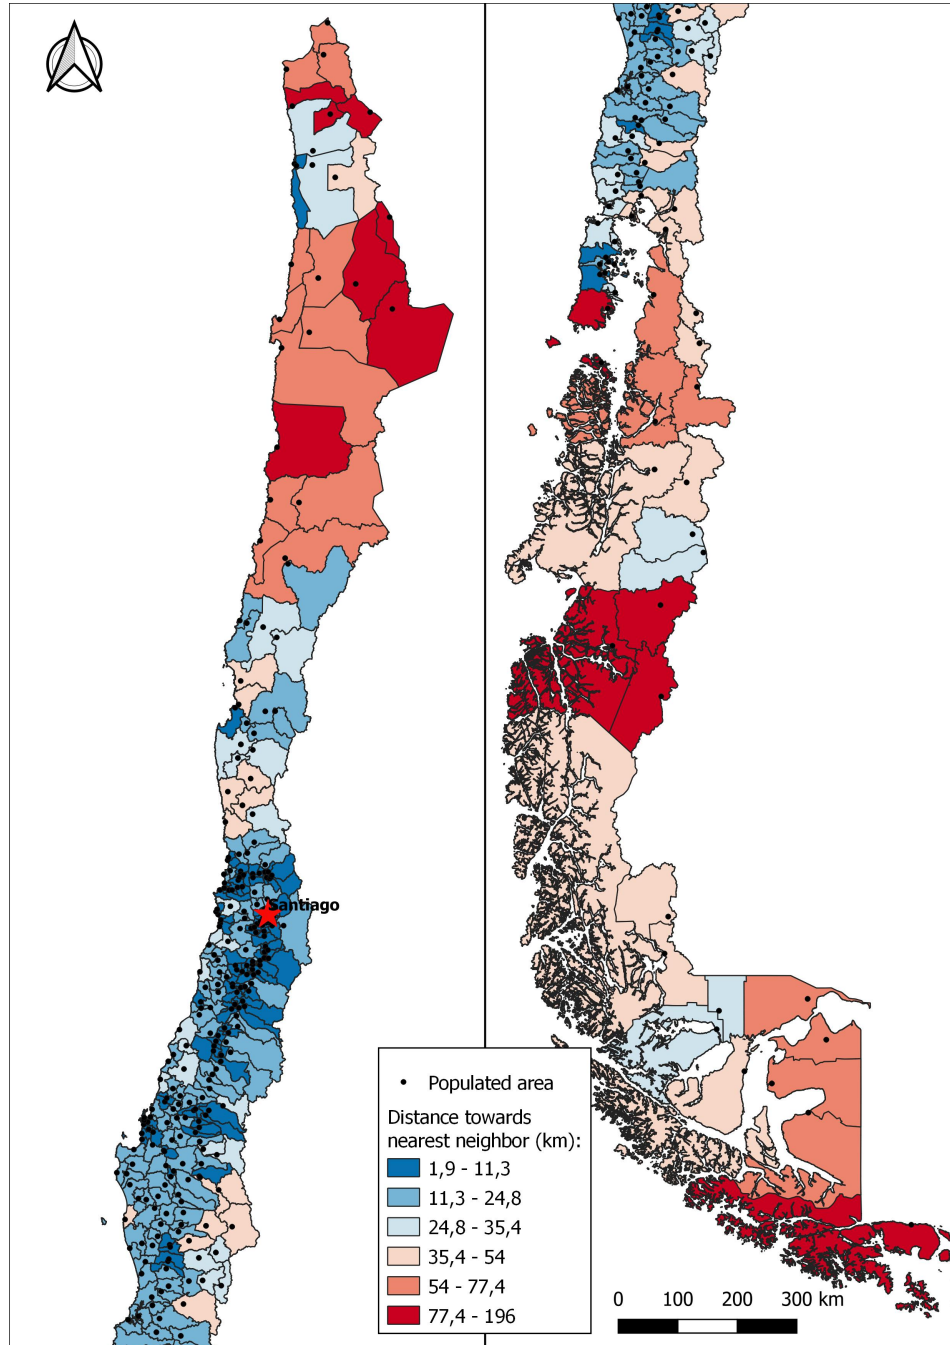 Santiago
Populated area
Distance towards
nearest neighbor (km):
1,9 - 11,3
11,3 - 24,8
24,8 - 35,4
35,4 - 54
54 - 77,4
77,4 - 196
0 100 200 300 km